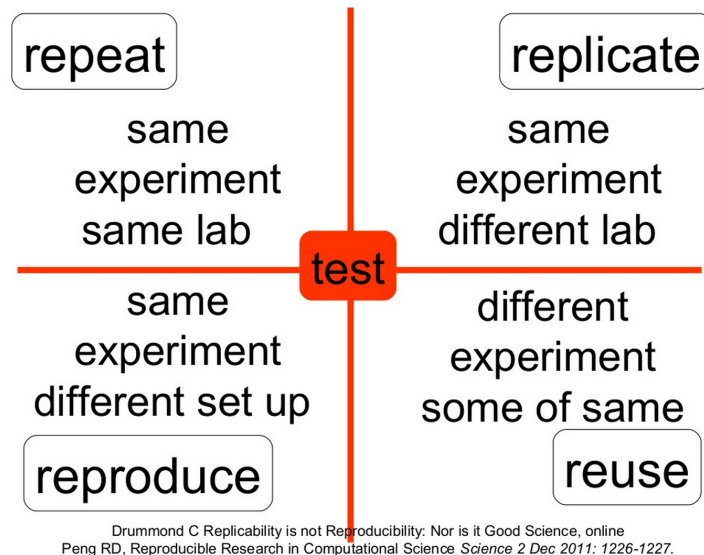 repeat
same
experiment
same lab
replicate
same
experiment
different lab
test
same
experiment
different set up
reproduce
different
experiment
some of same
reuse
Drummond C Replicability is not Reproducibility: Nor is it Good Science, online
Peng RD, Reproducible Research in Computational Science Science 2 Dec 2011: 1226-1227.